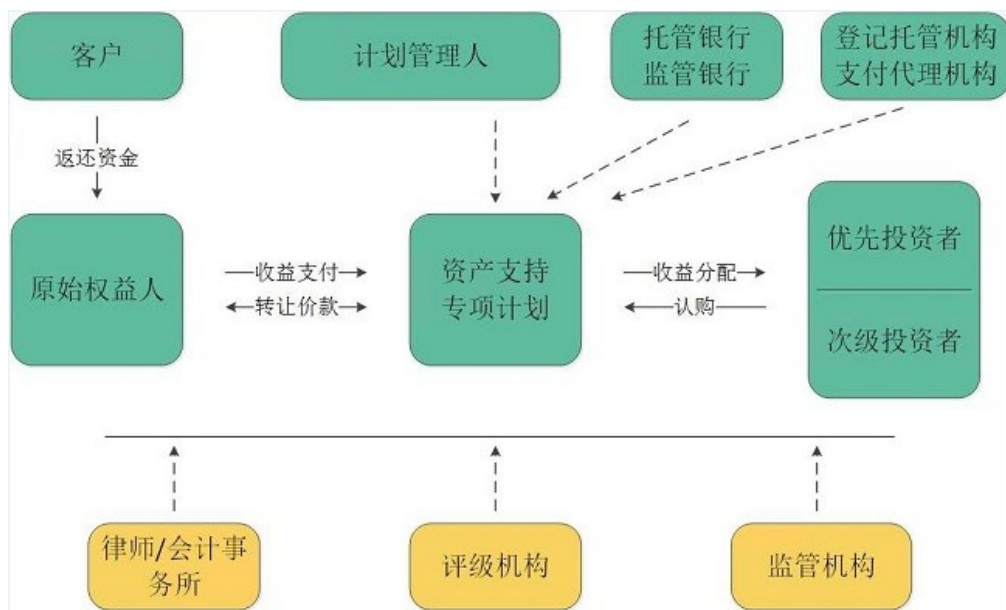 客户
计划管理人
托管银行
监管银行
登记托管机构
支付代理机构
返还资金
原始权益人
收益支付
转让价款
资产支持
专项计划
收益分配
认购
优先投资者
次级投资者
律师/会计事
务所
评级机构
监管机构